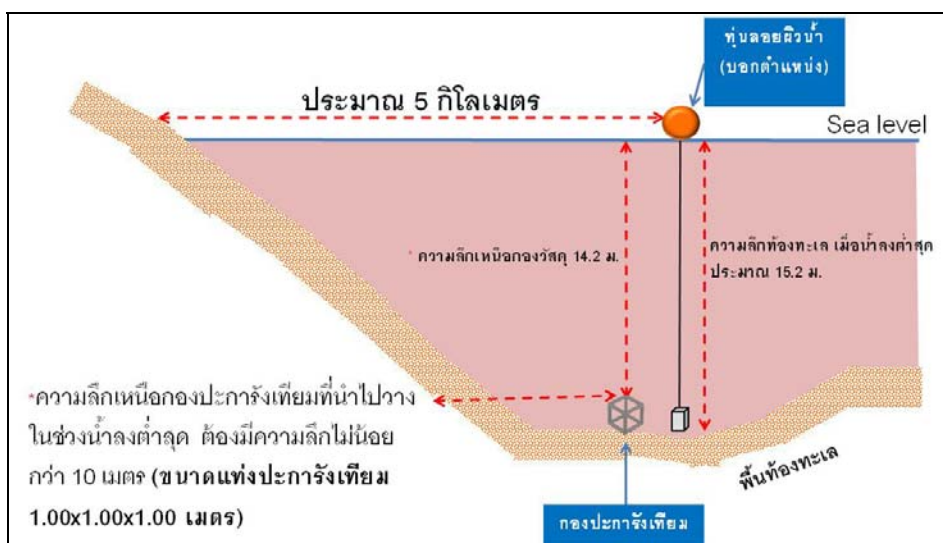 ทุ่นลอยผิวน้ำ
(บอกตำแหน่ง)
ประมาณ 5 กิโลเมตร
Sea level
* ความลึกเหนือกองวัสดุ 14.2 ม.
ความลึกท้องทะเล เมื่อน้ำลงต่ำสุด
ประมาณ 15.2 ม.
*ความลึกเหนือกองปะการังเทียมที่นำไปวาง
ในช่วงน้ำลงต่ำสุด ต้องมีความลึกไม่น้อย
กว่า 10 เมตร (ขนาดแท่งปะการังเทียม
1.00x1.00x1.00 เมตร)
พื้นท้องทะเล
กองปะการังเทียม